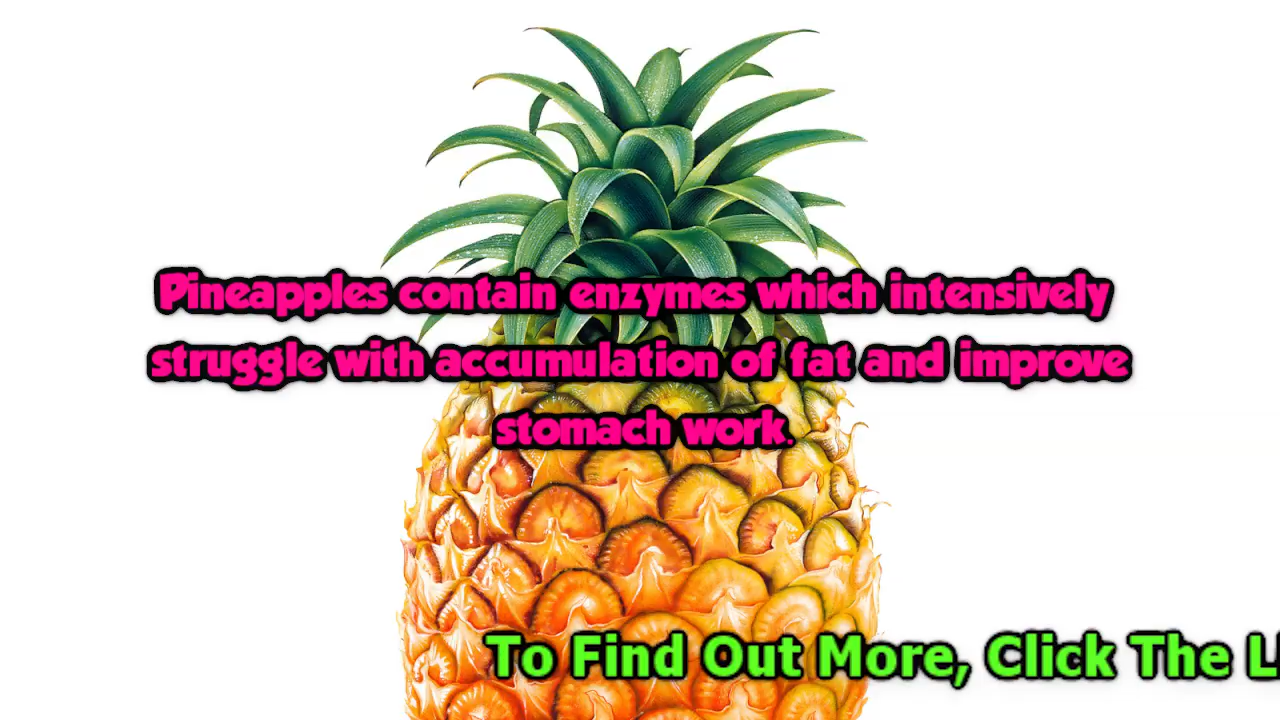 Pineapples contain enzymes which intensively
struggle with accumulation of fat and improve
stomach work.
To Find Out More, Click The